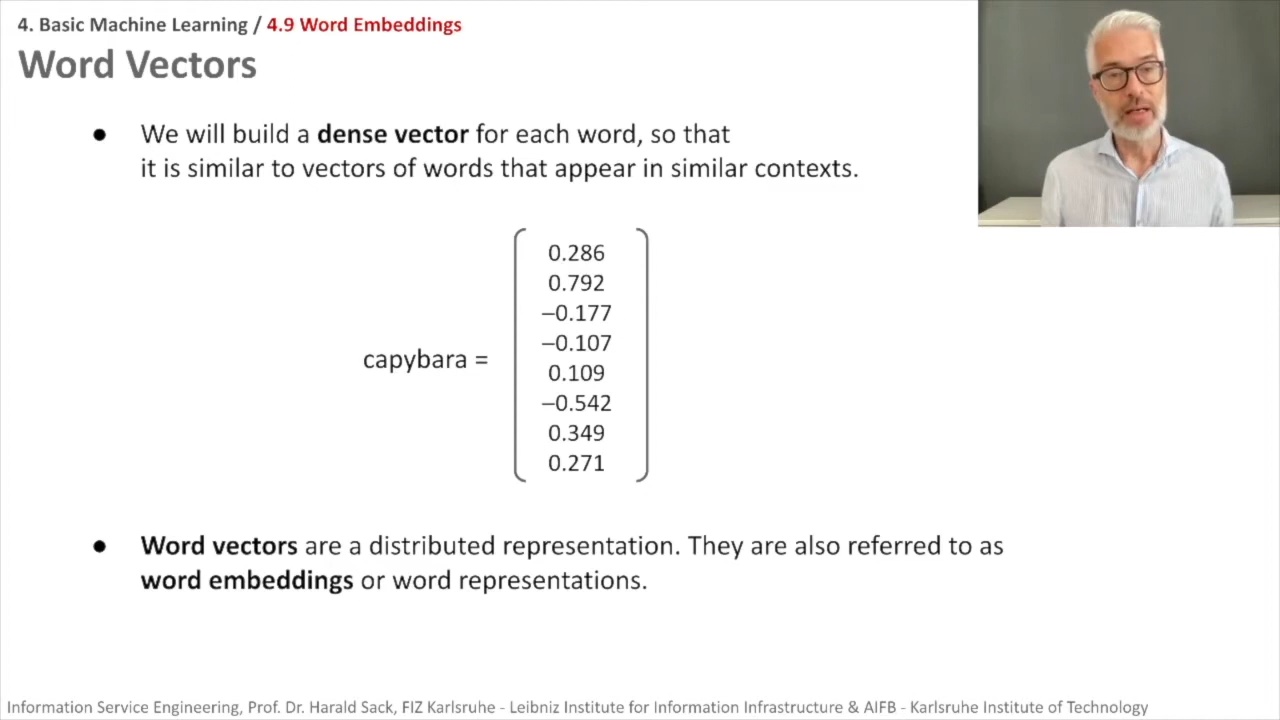 4. Basic Machine Learning / 4.9 Word Embeddings
Word Vectors
● We will build a dense vector for each word, so that
it is similar to vectors of words that appear in similar contexts.
capybara =
0.286
0.792
–0.177
–0.107
0.109
–0.542
0.349
0.271
● Word vectors are a distributed representation. They are also referred to as
word embeddings or word representations.
Information Service Engineering, Prof. Dr. Harald Sack, FIZ Karlsruhe - Leibniz Institute for Information Infrastructure & AIFB - Karlsruhe Institute of Technology